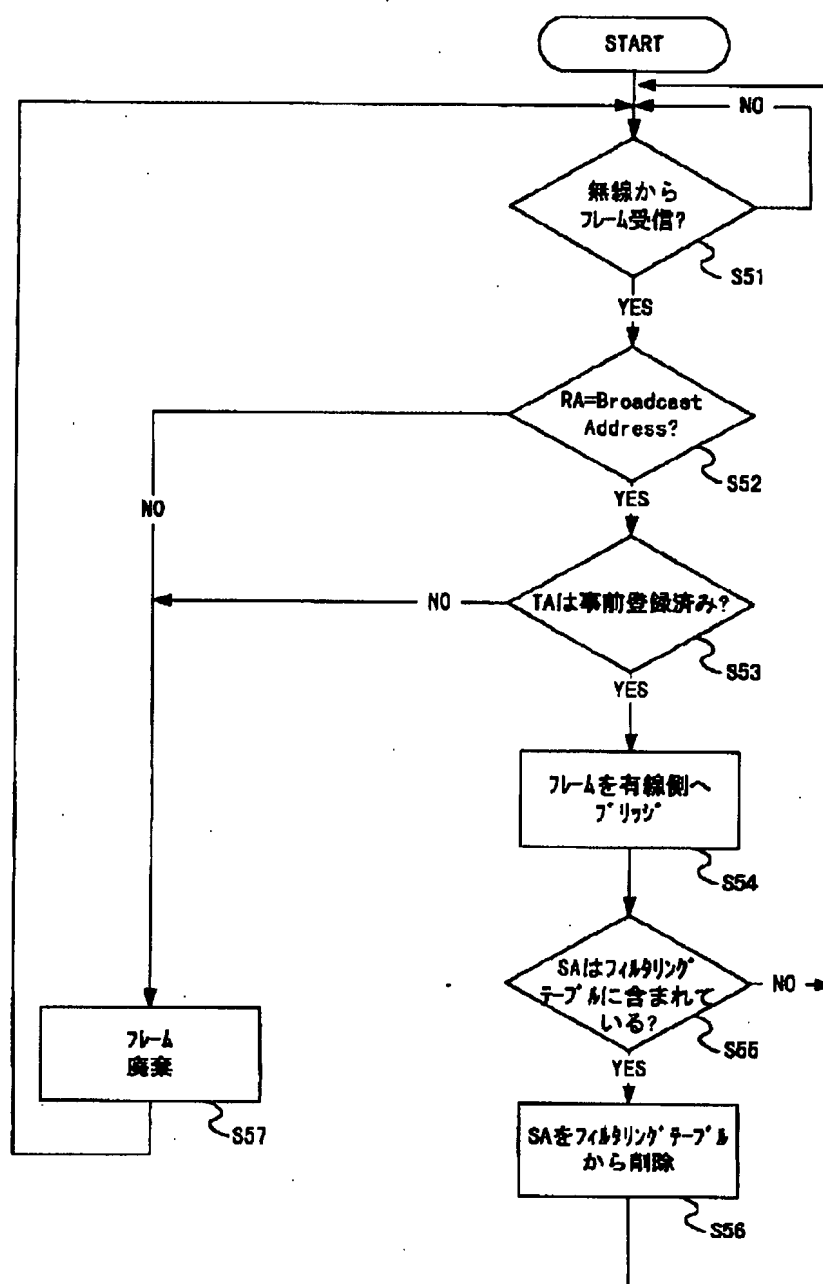 START
NO
無線から
フレーム受信?
S51
YES
RA=Broadcast
Address?
S52
NO
YES
NO
TAは事前登録済み?
S53
YES
フレームを有線側へ
ブリッジ
S54
SAはフィルタリング
テーブルに含まれて
いる?
NO
S55
YES
フレーム
廃棄
S57
SAをフィルタリングテーブル
から削除
S56